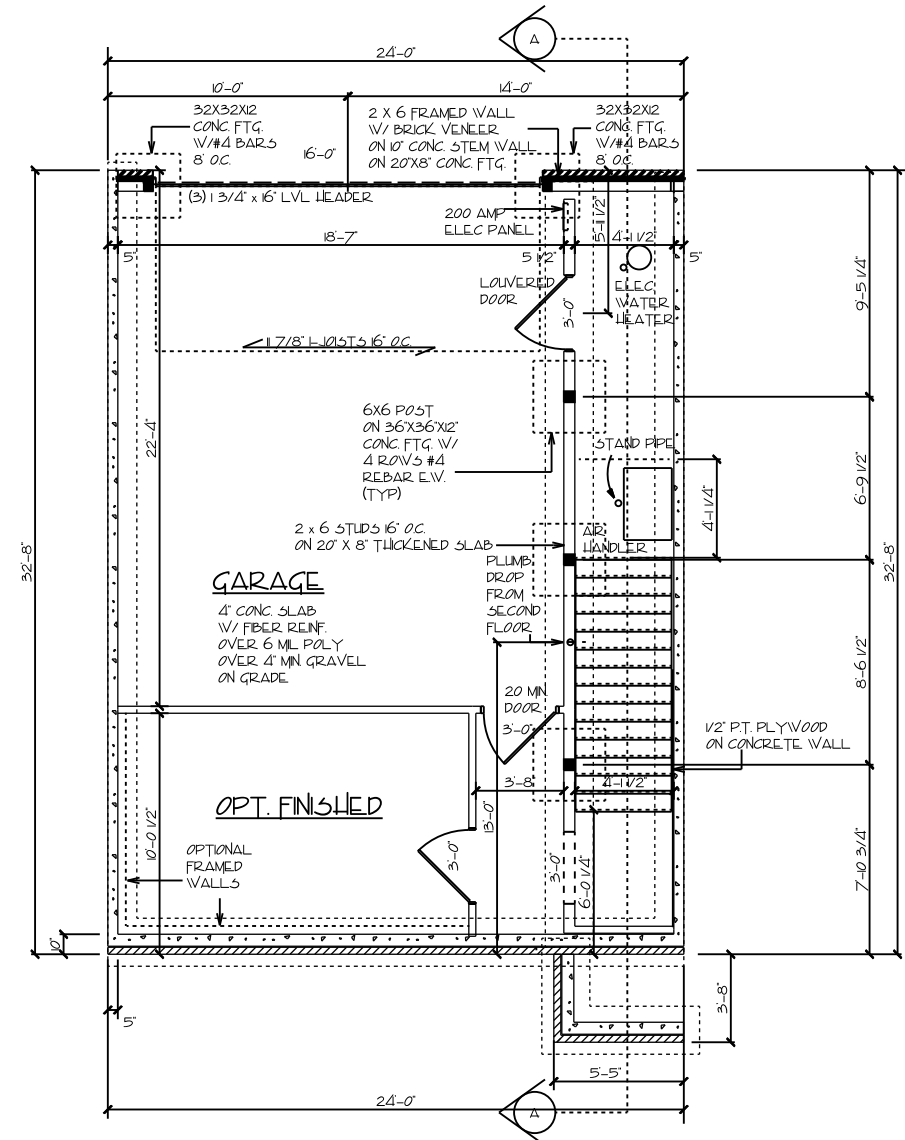 A
24'-0"
10'-0"
14'-0"
32X32X12
CONC. FTG.
W/#4 BARS
8' O.C.
16'-0"
2 X 6 FRAMED WALL
W/ BRICK VENEER
ON 10" CONC. STEM WALL
ON 20"X8" CONC. FTG.
32X32X12
CONC. FTG.
W/#4 BARS
8' O.C.
(3) 1 3/4" x 16" LVL HEADER
200 AMP
ELEC PANEL
5'-11 1/2"
18'-7"
4'-1 1/2"
5"
5 1/2"
5"
LOUVERED
DOOR
ELEC
WATER
HEATER
3'-0"
9'-5 1/4"
11 7/8" I-JOISTS 16" O.C.
6X6 POST
ON 36"X36"X12"
CONC. FTG. W/
4 ROWS #4
REBAR E.W.
(TYP)
22'-4"
STAND PIPE
6'-9 1/2"
4'-1 1/4"
2 x 6 STUDS 16" O.C.
ON 20" X 8" THICKENED SLAB
AIR
HANDLER
32'-8"
32'-8"
PLUMB.
DROP
FROM
SECOND
FLOOR
GARAGE
4" CONC. SLAB
W/ FIBER REINF.
OVER 6 MIL POLY
OVER 4" MIN. GRAVEL
ON GRADE
8'-6 1/2"
20 MIN.
DOOR
3'-0"
1/2" P.T. PLYWOOD
ON CONCRETE WALL
3'-8"
4'-1 1/2"
OPT. FINISHED
13'-0"
10'-0 1/2"
OPTIONAL
FRAMED
WALLS
3'-0"
3'-0"
6'-0 1/4"
7'-10 3/4"
10"
5"
3'-8"
5'-5"
24'-0"
A